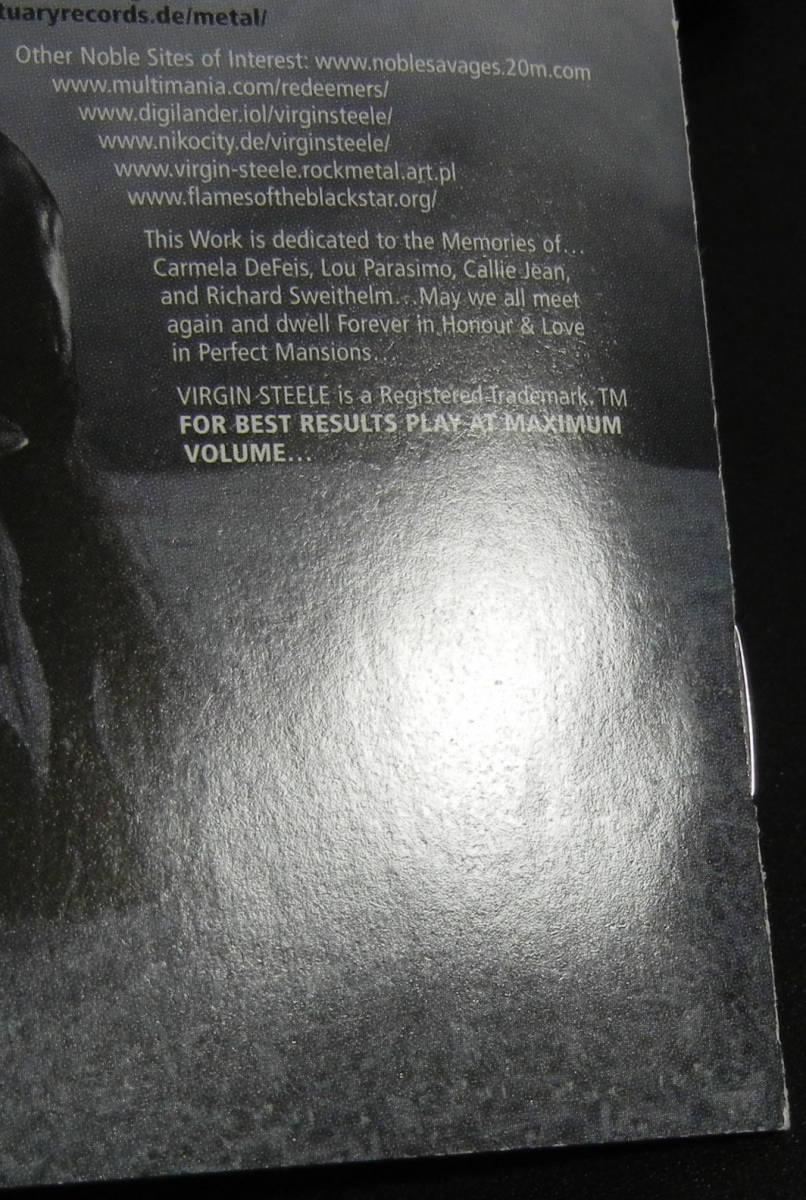 tuaryrecords.de/metal/
Other Noble Sites of Interest: www.noblesavages.20m.com
www.multimania.com/redeemers/
www.digilander.iol/virginsteele/
www.nikocity.de/virginsteele/
www.virgin-steele.rockmetal.art.pl
www.flamesoftheblackstar.org/
This Work is dedicated to the Memories of...
Carmela DeFeis, Lou Parasimo, Callie Jean,
and Richard Sweithelm...May we all meet
again and dwell Forever in Honour & Love
in Perfect Mansions...
VIRGIN STEELE is a Registered Trademark, TM
FOR BEST RESULTS PLAY AT MAXIMUM
VOLUME...